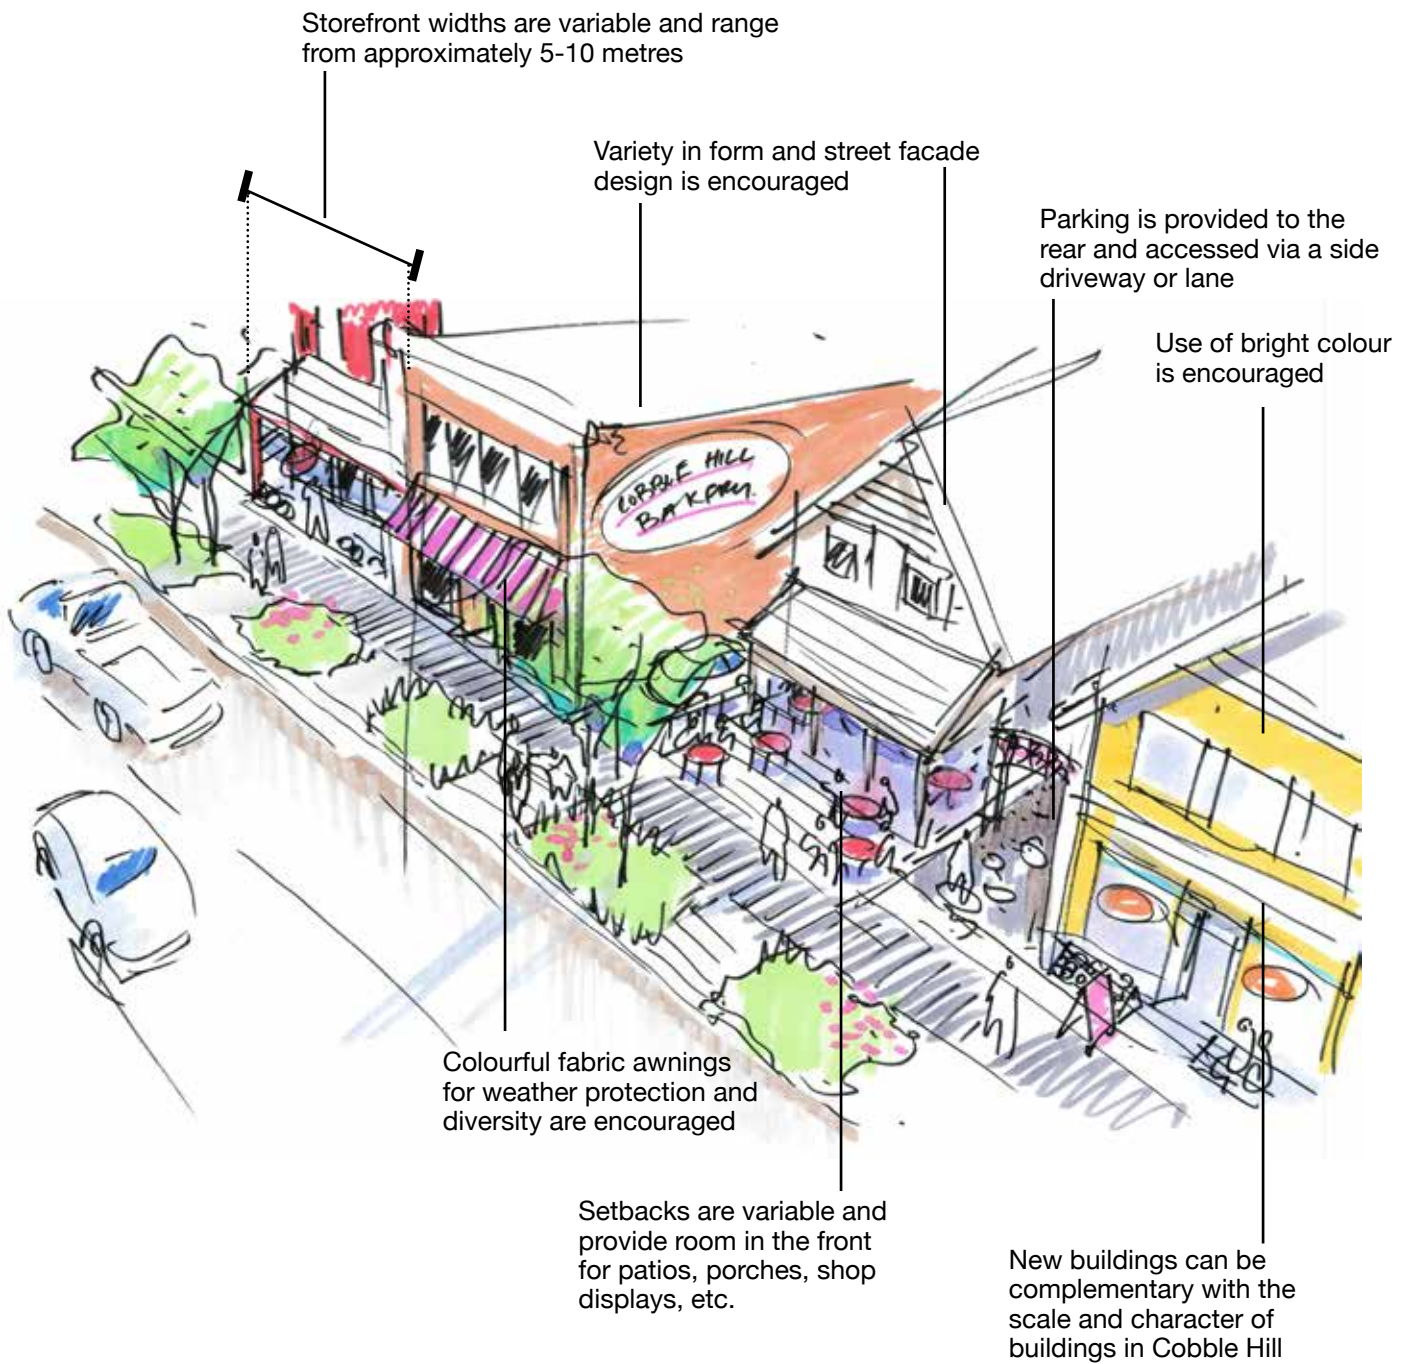 Storefront widths are variable and range
from approximately 5-10 metres
Variety in form and street facade
design is encouraged
Parking is provided to the
rear and accessed via a side
driveway or lane
Use of bright colour
is encouraged
COBBLE HILL
BAKERY.
Colourful fabric awnings
for weather protection and
diversity are encouraged
Setbacks are variable and
provide room in the front
for patios, porches, shop
displays, etc.
New buildings can be
complementary with the
scale and character of
buildings in Cobble Hill